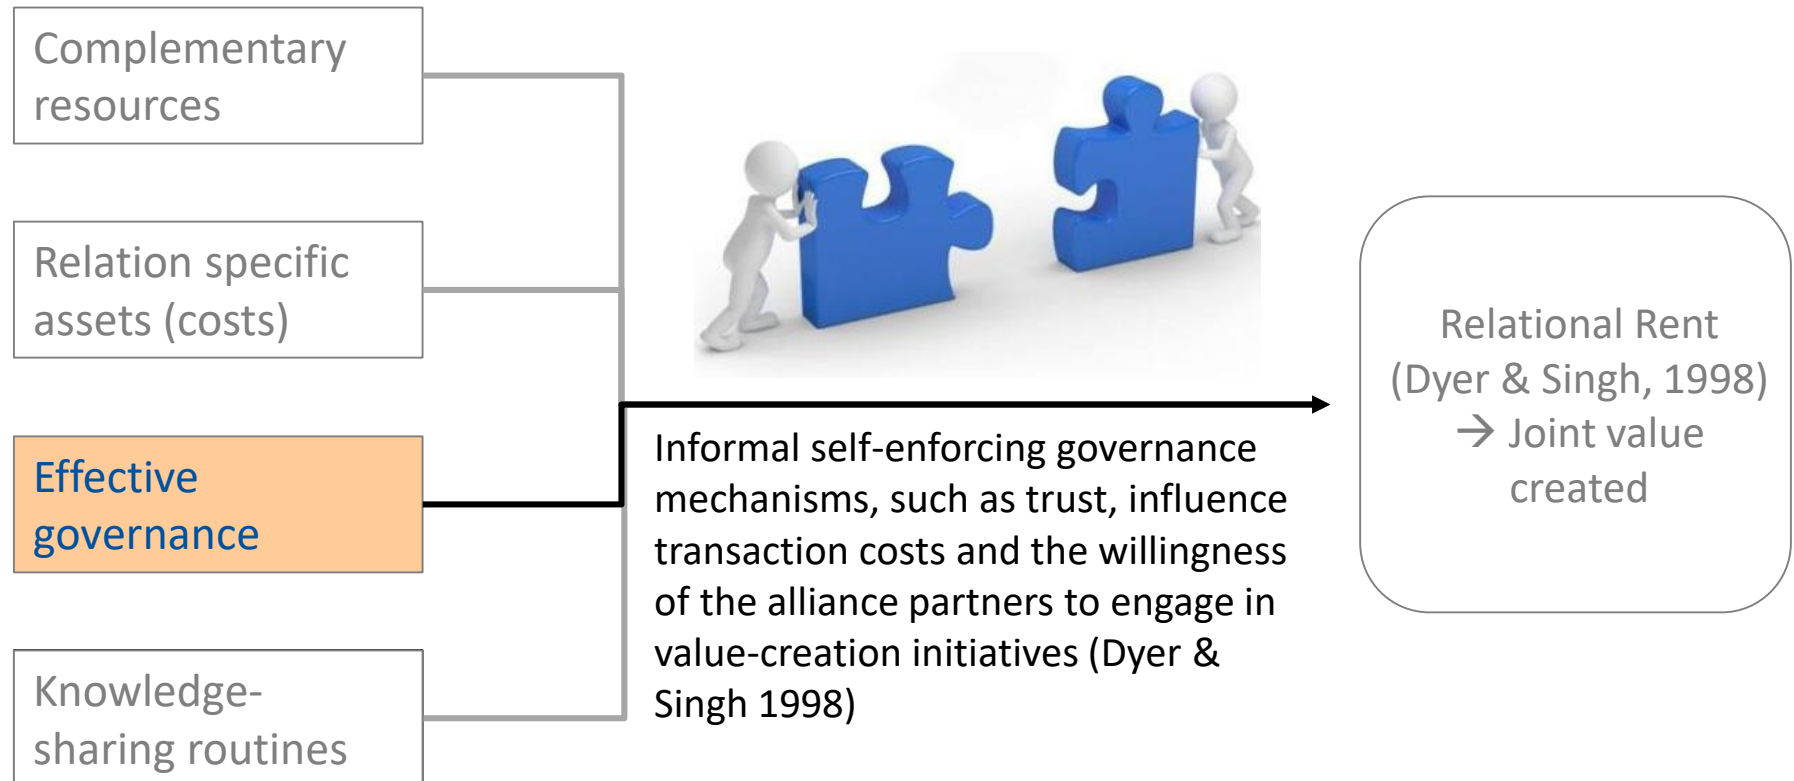 Complementary
resources
Relation specific
assets (costs)
Effective
governance
Knowledge-
sharing routines
Informal self-enforcing governance
mechanisms, such as trust, influence
transaction costs and the willingness
of the alliance partners to engage in
value-creation initiatives (Dyer &
Singh 1998)
Relational Rent
(Dyer & Singh, 1998)
→ Joint value
created